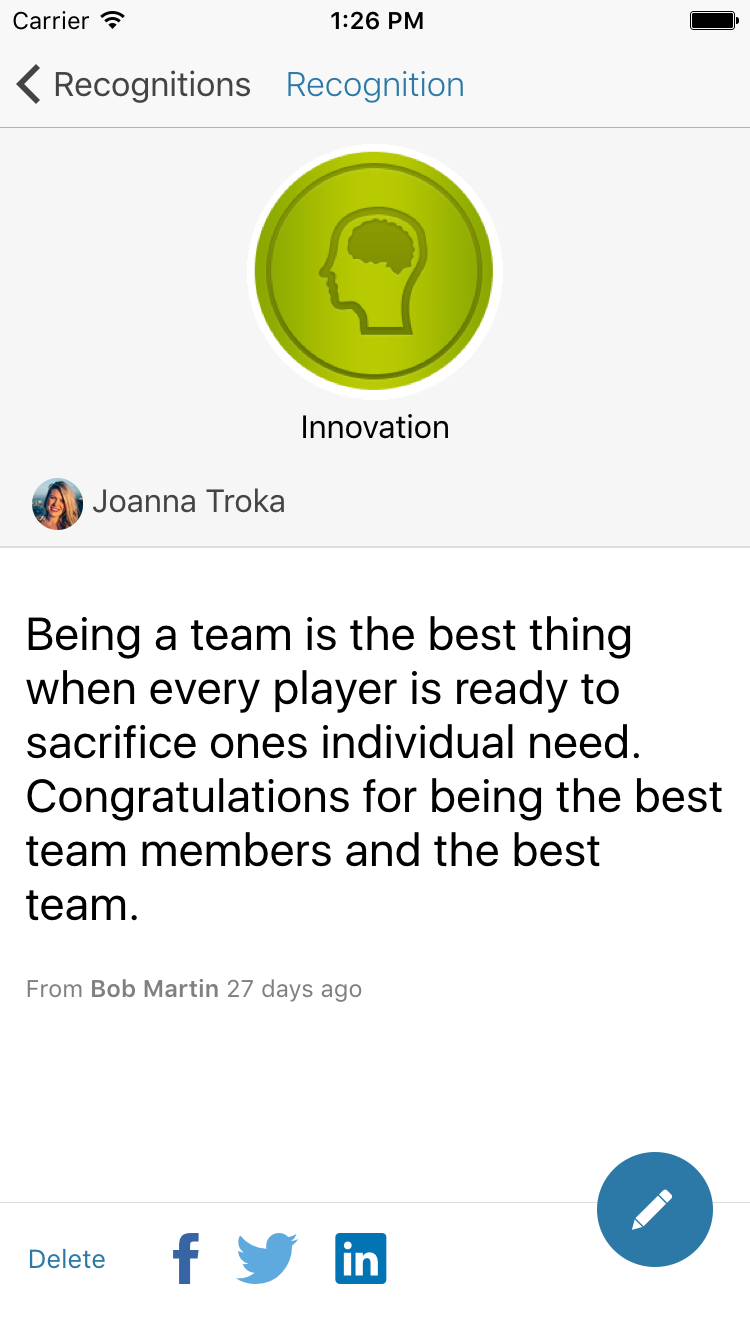 Carrier 1:26 PM
Recognitions Recognition
Innovation
Joanna Troka
Being a team is the best thing
when every player is ready to
sacrifice ones individual need.
Congratulations for being the best
team members and the best
team.
From Bob Martin 27 days ago
Delete f in